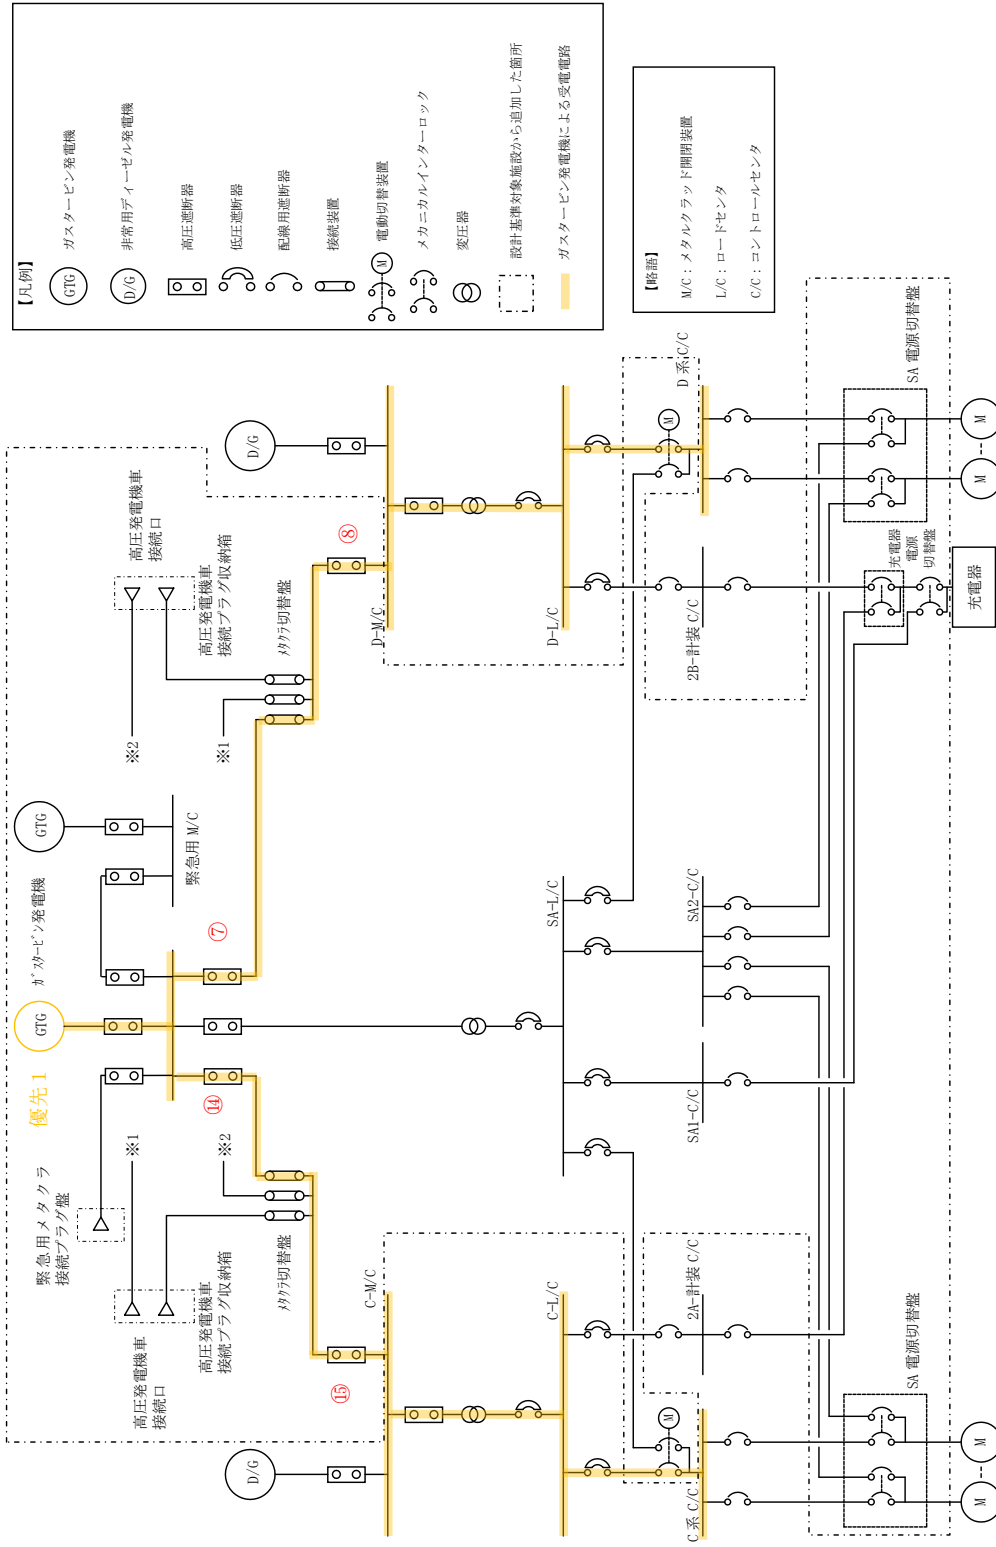 【凡例】
GTG
ガスタービン発電機
D/G
非常用ディーゼル発電機
高圧遮断器
低圧遮断器
配線用遮断器
接続装置
M
電動切替装置
メカニカルインターロック
変圧器
設計基準対象施設から追加した箇所
ガスタービン発電機による受電電路
【略語】
M/C：メタルクラッド開閉装置
L/C：ロードセンタ
C/C：コントロールセンタ
優先1
GTG
ガスタービン発電機
GTG
緊急用 M/C
緊急用メタクラ
接続プラグ盤
高圧発電機車
接続口
※1
※2
高圧発電機車
接続プラグ収納箱
メタクラ切替盤
⑭
⑦
高圧発電機車
接続口
※2
※1
高圧発電機車
接続プラグ収納箱
メタクラ切替盤
⑮
⑧
D/G
D/G
C-M/C
D-M/C
C-L/C
SA-L/C
D-L/C
M
C系 C/C
2A-計装 C/C
SA1-C/C
SA2-C/C
2B-計装 C/C
M
D系 C/C
SA 電源切替盤
SA 電源切替盤
充電器
電源
切替盤
充電器
M
M
M
M